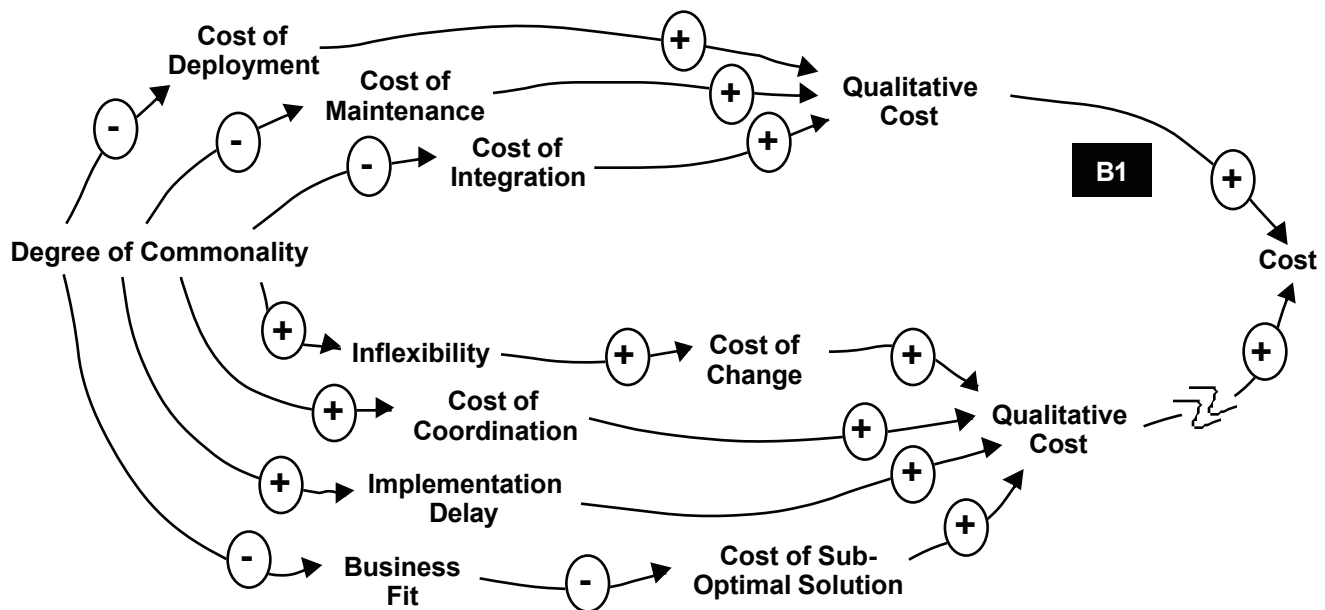 Cost of
Deployment
+
-
Cost of
Maintenance
+
-
Cost of
Integration
+
-
Qualitative
Cost
B1
+
Degree of Commonality
Cost
+
Inflexibility
+
Cost of
Change
+
+
+
Cost of
Coordination
+
Qualitative
Cost
+
Implementation
Delay
+
-
Business
Fit
-
Cost of Sub-
Optimal Solution
+